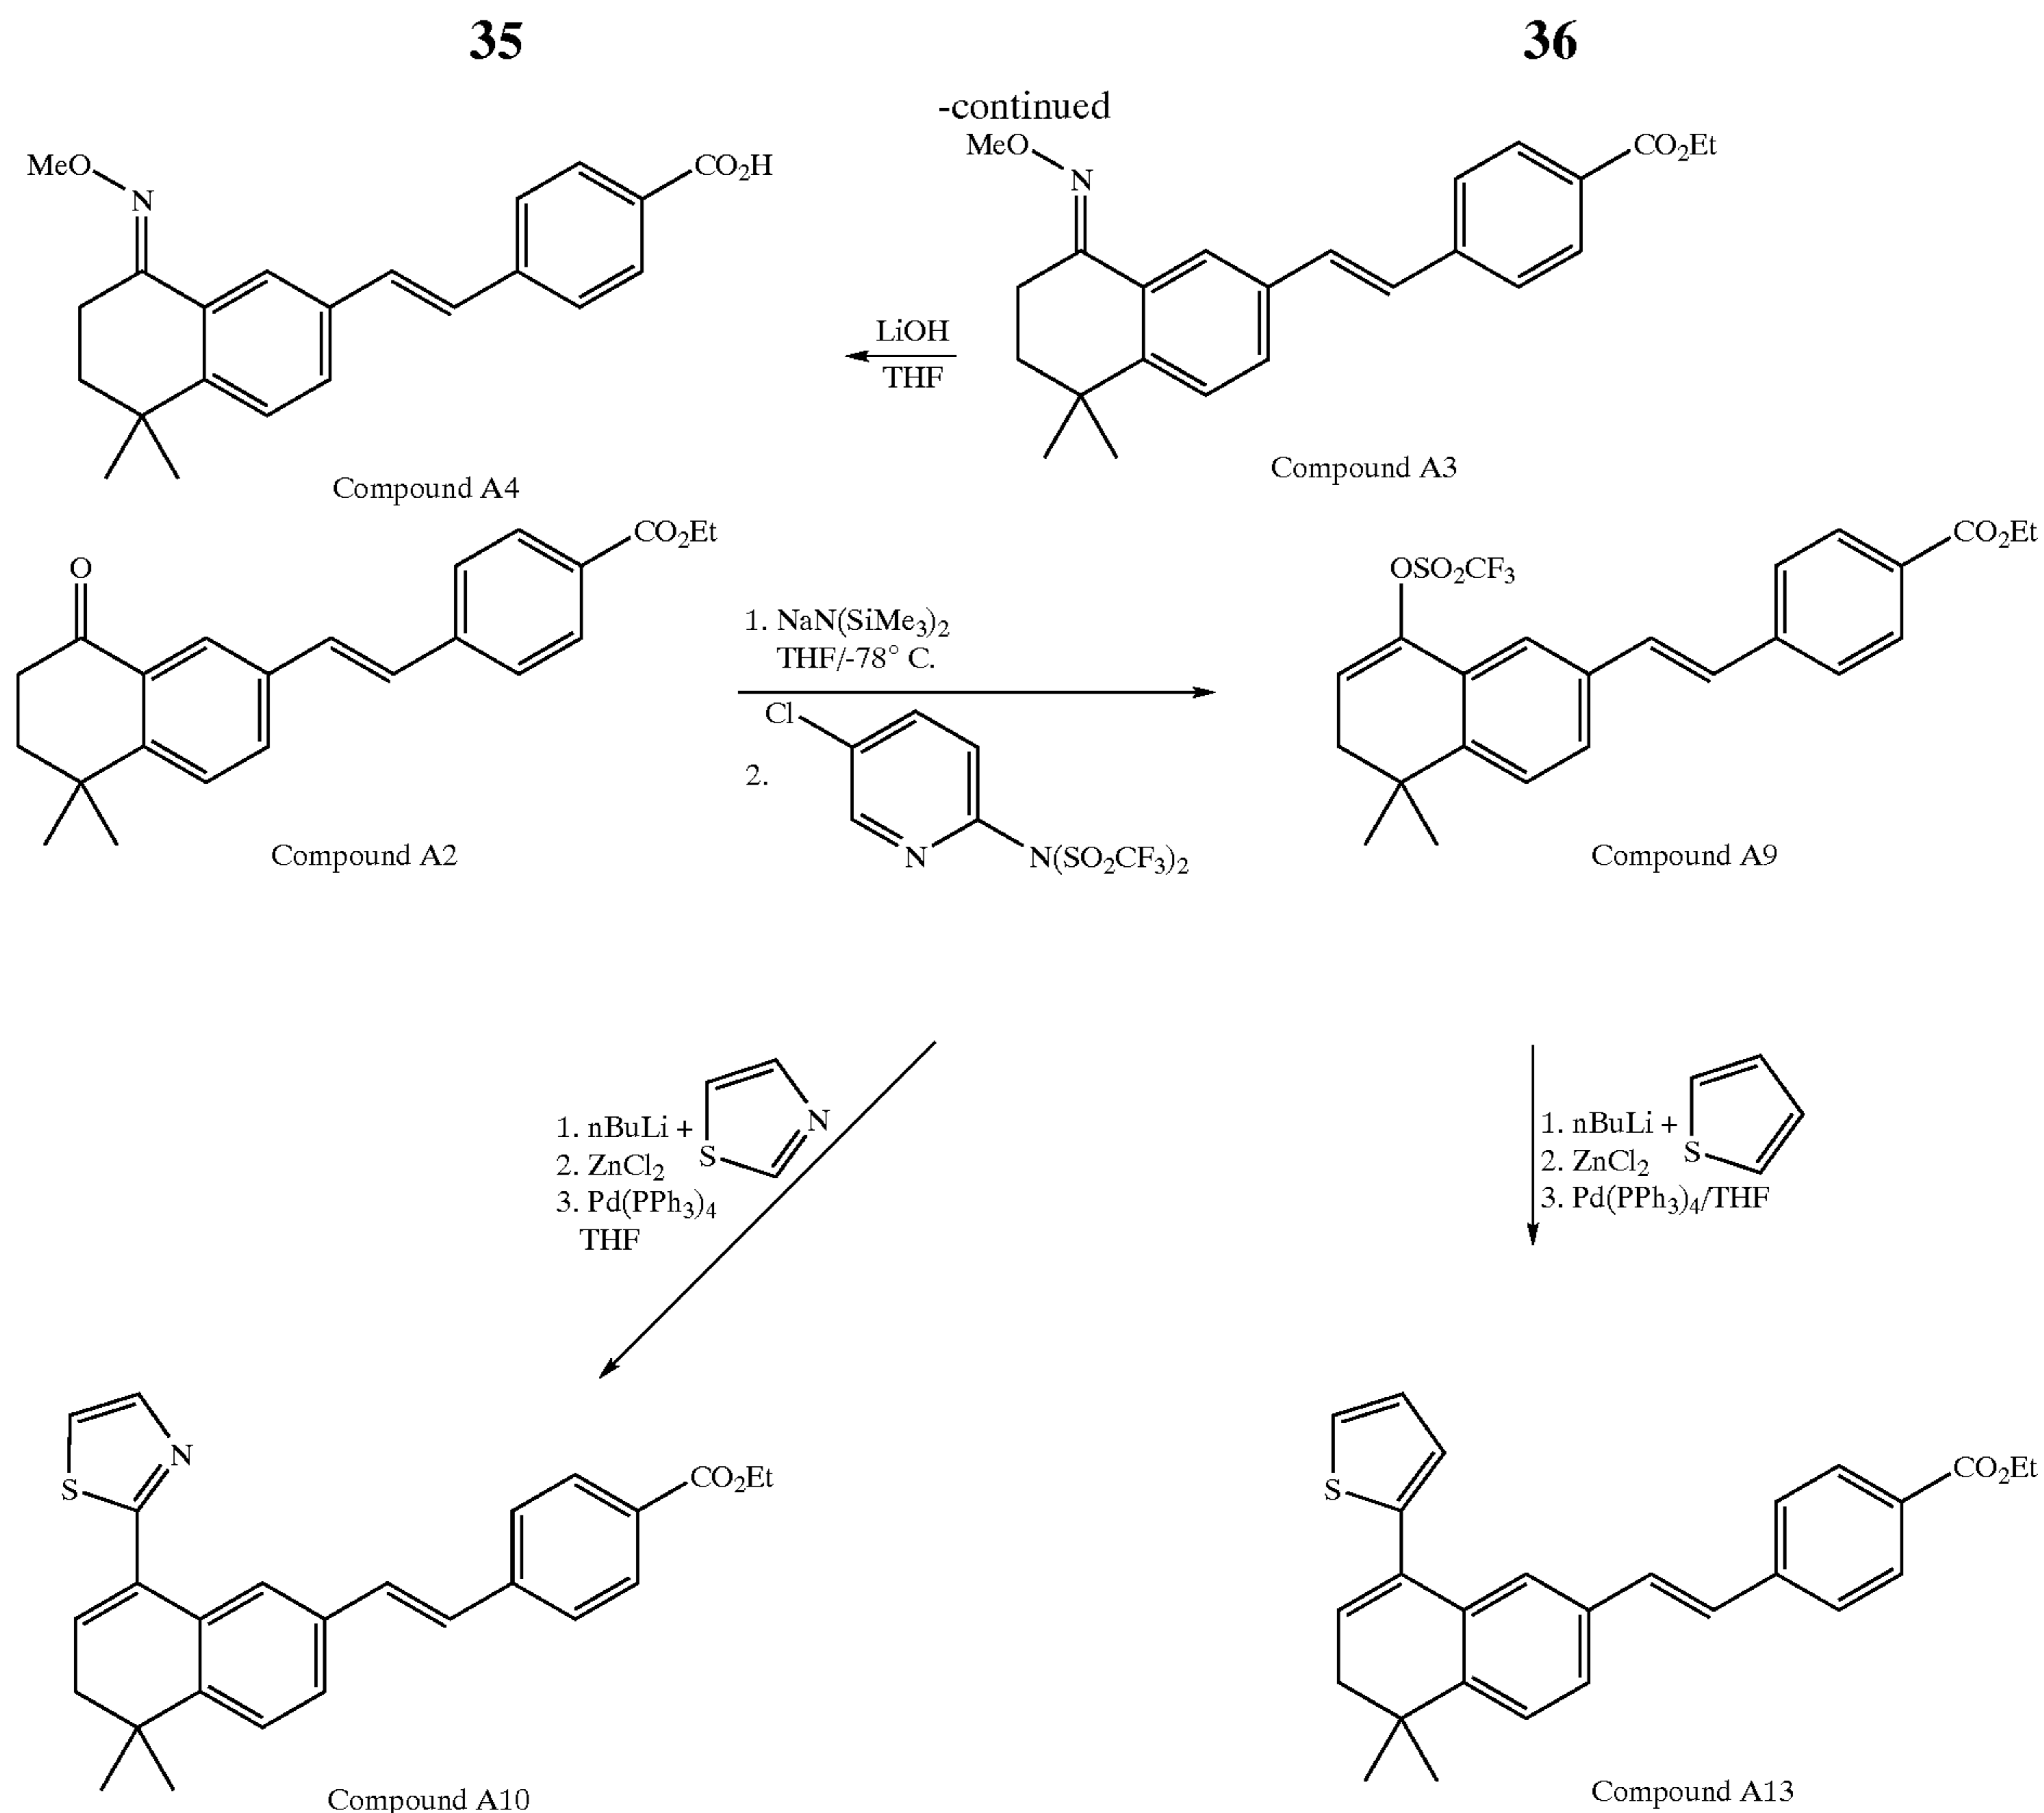 35
36
-continued
MeO
N
CO2H
Compound A4
MeO
N
CO2Et
LiOH
THF
Compound A3
O
CO2Et
Compound A2
1. NaN(SiMe3)2
THF/-78° C.
2.
Cl
N
N(SO2CF3)2
OSO2CF3
CO2Et
Compound A9
1. nBuLi +
2. ZnCl2
3. Pd(PPh3)4
THF
S
N
1. nBuLi +
2. ZnCl2
3. Pd(PPh3)4/THF
S
S
N
CO2Et
Compound A10
S
CO2Et
Compound A13